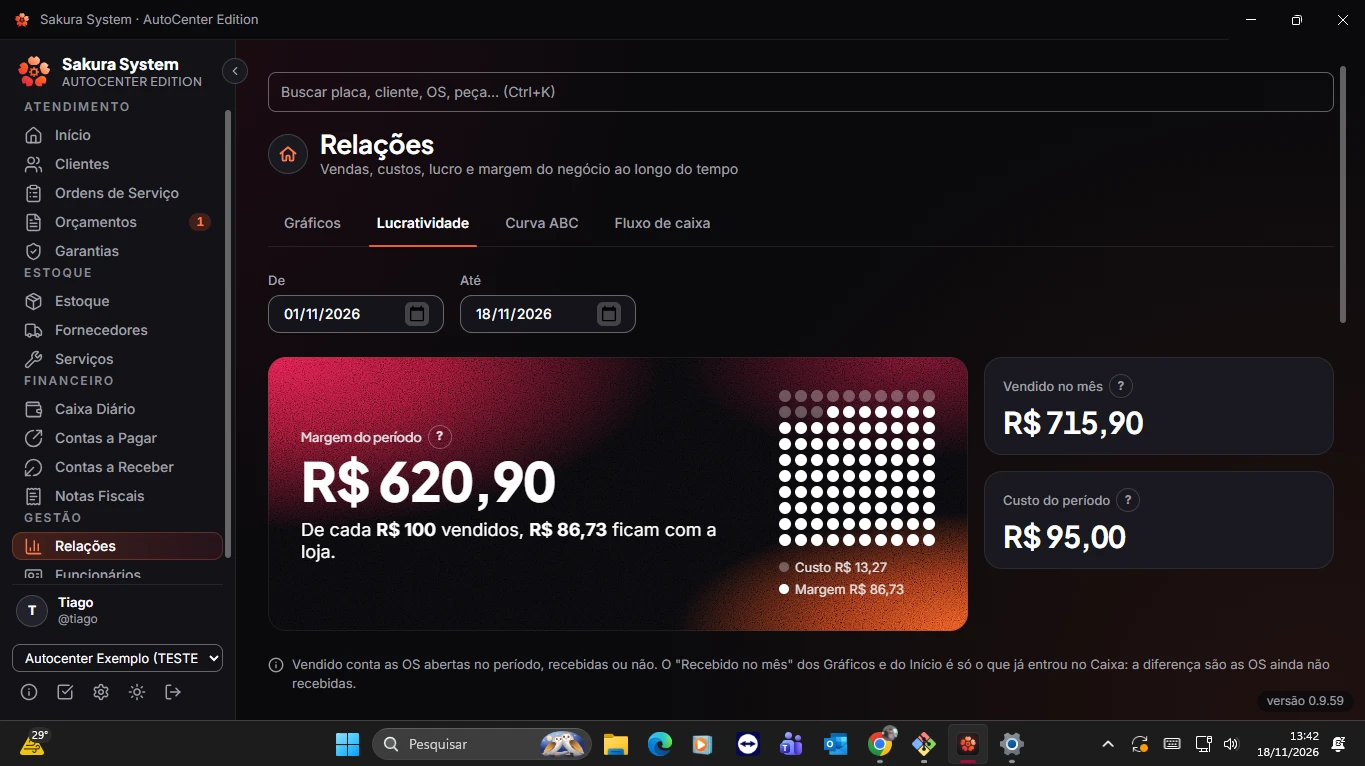 Sakura System · AutoCenter Edition
Sakura System
AUTOCENTER EDITION
ATENDIMENTO
Início
Clientes
Ordens de Serviço
Orçamentos 1
Garantias
ESTOQUE
Estoque
Fornecedores
Serviços
FINANCEIRO
Caixa Diário
Contas a Pagar
Contas a Receber
Notas Fiscais
GESTÃO
Relações
Funcionários
T
Tiago
@tiago
Autocenter Exemplo (TESTE
Buscar placa, cliente, OS, peça... (Ctrl+K)
Relações
Vendas, custos, lucro e margem do negócio ao longo do tempo
Gráficos Lucratividade Curva ABC Fluxo de caixa
De Até
01/11/2026 18/11/2026
Margem do período ?
R$ 620,90
De cada R$ 100 vendidos, R$ 86,73 ficam com a
loja.
Custo R$ 13,27
Margem R$ 86,73
Vendido no mês ?
R$ 715,90
Custo do período ?
R$ 95,00
Vendido conta as OS abertas no período, recebidas ou não. O "Recebido no mês" dos Gráficos e do Início é só o que já entrou no Caixa: a diferença são as OS ainda não
recebidas.
versão 0.9.59
29°
Pesquisar
13:42
18/11/2026